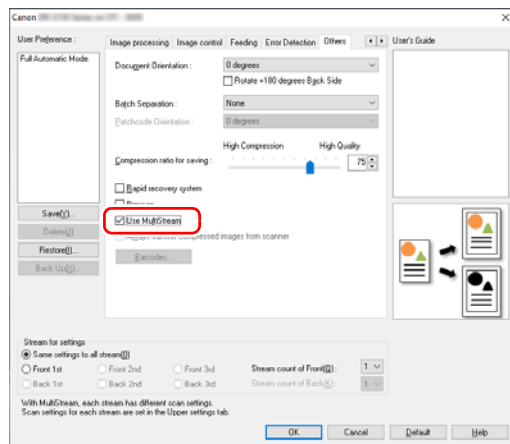 Canon
User Preference :
Full Automatic Mode
Save(V)...
Delete(J)
Restore(I)...
Back Up(G)...
Image processing Image control Feeding Error Detection Others
Document Orientation : 0 degrees
Rotate +180 degrees Back Side
Batch Separation : None
Patchcode Orientation : 0 degrees
High Compression High Quality
Compression ratio for saving : 75
Rapid recovery system
Use MultiStream
compressed images from scanner
Barcodes...
User's Guide
Stream for settings
Same settings to all stream(0)
Front 1st Front 2nd Front 3rd Stream count of Front(Q) : 1
Back 1st Back 2nd Back 3rd Stream count of Back(K) : 1
With MultiStream, each stream has different scan settings.
Scan settings for each stream are set in the Upper settings tab.
OK Cancel Default Help